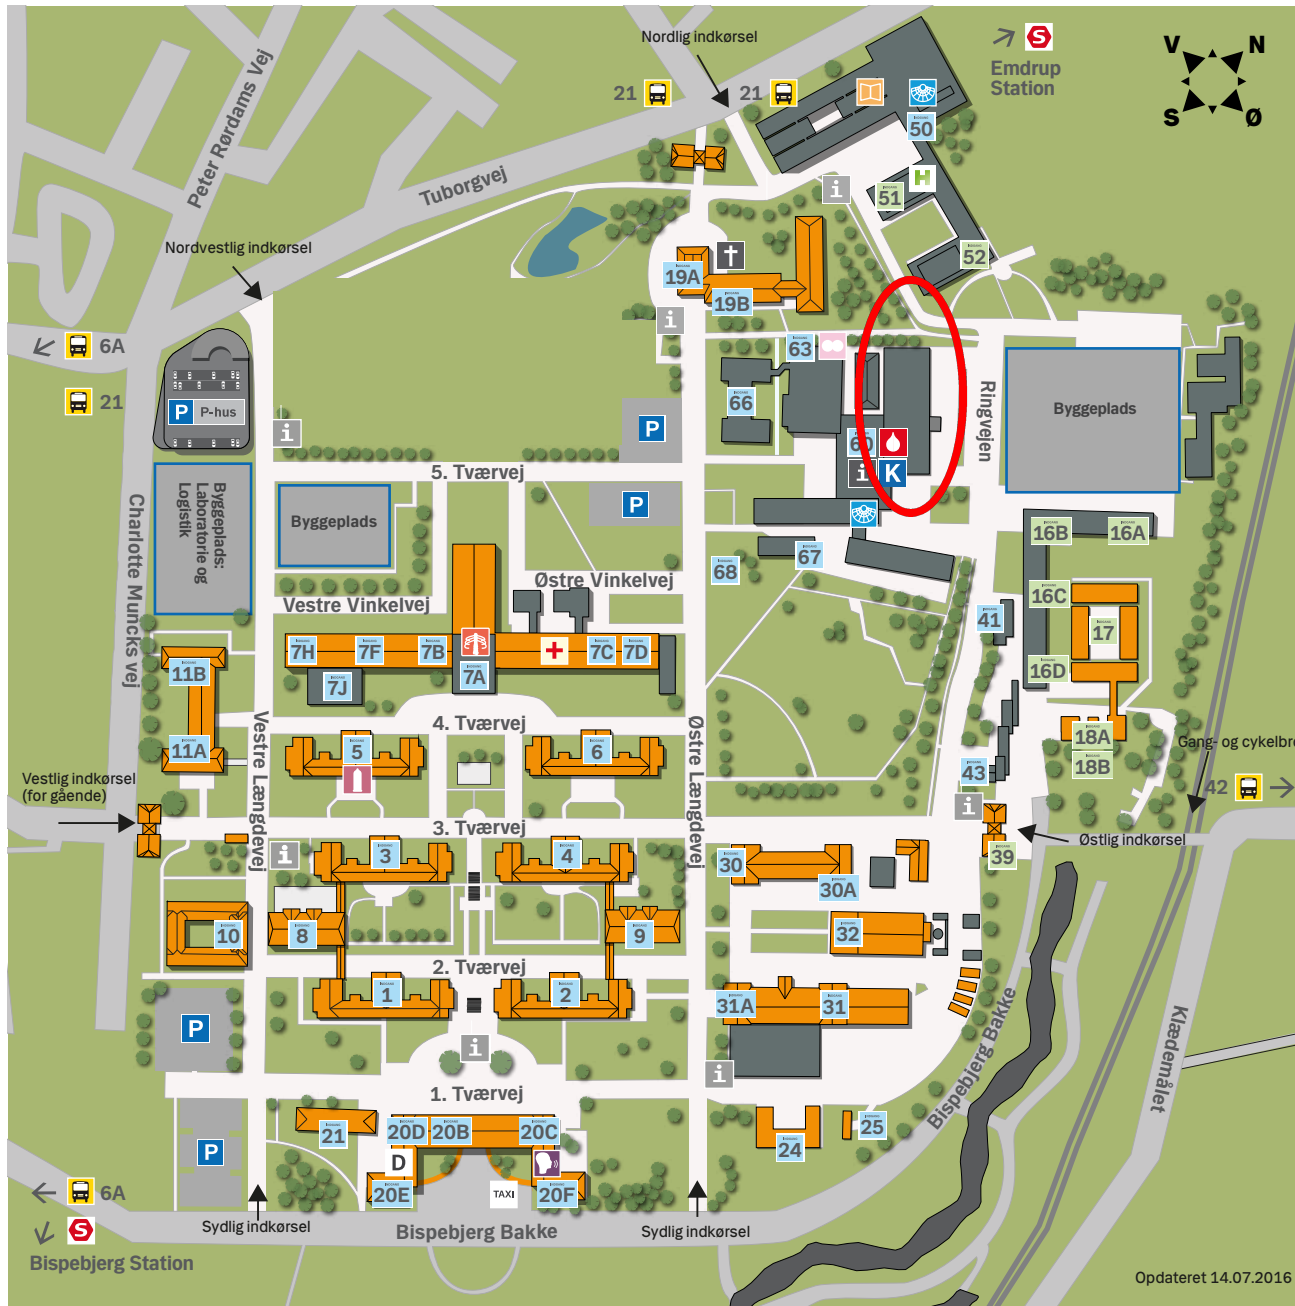 Nordlig indkørsel
S
Emdrup
Station
V N
S Ø
21
21
50
Peter Rørdams Vej
Tuborgvej
i
H
51
52
Nordvestlig indkørsel
19A
19B
i
6A
21
P P-hus
i
63
66
P
60
i K
Ringvejen
Byggeplads
5. Tværvej
P
Byggeplads:
Laboratorie og
Logistik
Byggeplads
Charlotte Muncks vej
16B 16A
67
68
Østre Vinkelvej
Vestre Vinkelvej
16C
17
41
16D
7H 7F 7B 7A 7C 7D
7J
11B
11A
Vestre Længdevej
4. Tværvej
Østre Længdevej
5 6
18A
18B
43
Gang- og cykelbro
42
Vestlig indkørsel
(for gående)
i
3. Tværvej
Østlig indkørsel
39
i
3 4
30
30A
10
8 9
32
2. Tværvej
1 2
31A 31
P
i
i
Bispebjerg Bakke
Klædemålet
1. Tværvej
21
20D 20B 20C
24
25
P
D
20E
TAXI
20F
6A
S
Bispebjerg Station
Sydlig indkørsel
Bispebjerg Bakke
Sydlig indkørsel
Opdateret 14.07.2016